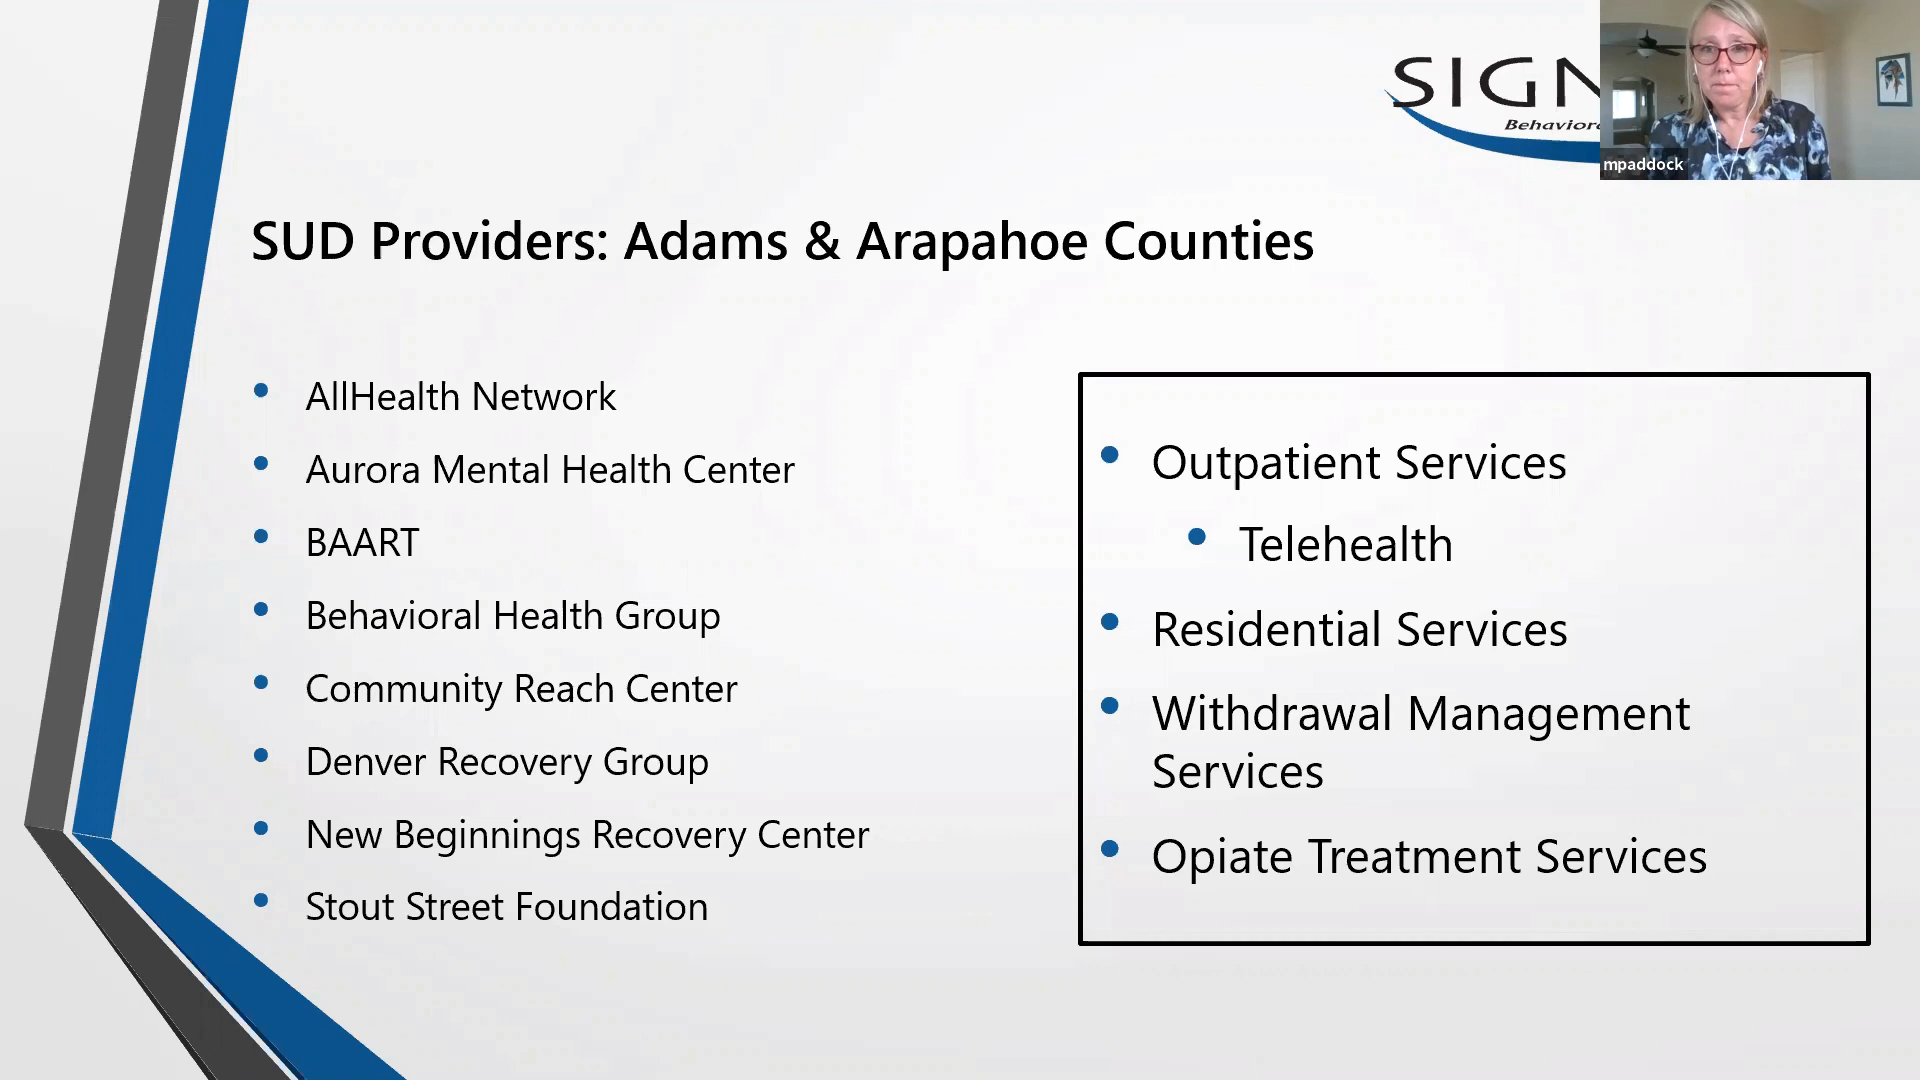 mpaddock
SUD Providers: Adams & Arapahoe Counties
• AllHealth Network
• Aurora Mental Health Center
• BAART
• Behavioral Health Group
• Community Reach Center
• Denver Recovery Group
• New Beginnings Recovery Center
• Stout Street Foundation
• Outpatient Services
• Telehealth
• Residential Services
• Withdrawal Management
Services
• Opiate Treatment Services